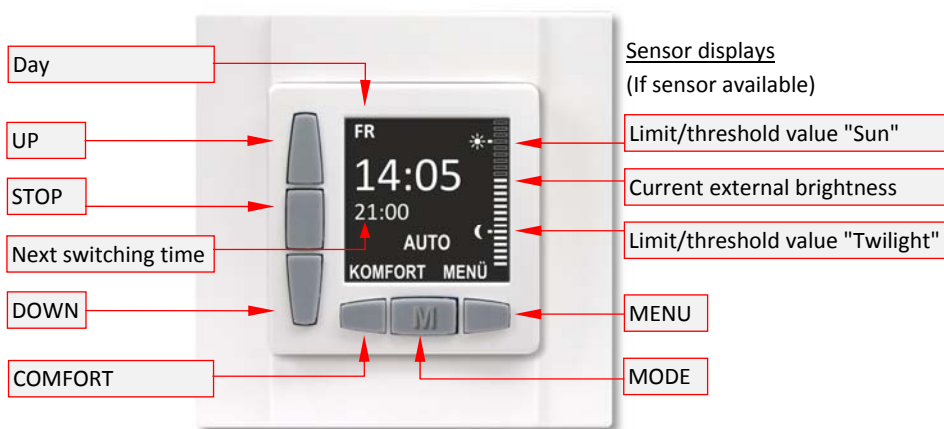 Day
UP
STOP
Next switching time
DOWN
COMFORT
FR
14:05
21:00
AUTO
KOMFORT MENÜ
M
Sensor displays
(If sensor available)
Limit/threshold value "Sun"
Current external brightness
Limit/threshold value "Twilight"
MENU
MODE